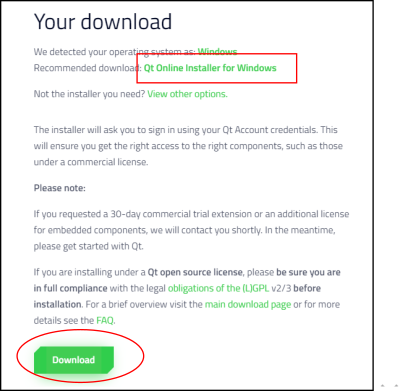 Your download
We detected your operating system as: Windows
Recommended download: Qt Online Installer for Windows
Not the installer you need? View other options.
The installer will ask you to sign in using your Qt Account credentials. This
will ensure you get the right access to the right components, such as those
under a commercial license.
Please note:
If you requested a 30-day commercial trial extension or an additional license
for embedded components, we will contact you shortly. In the meantime,
please get started with Qt.
If you are installing under a Qt open source license, please be sure you are
in full compliance with the legal obligations of the (L)GPL v2/3 before
installation. For a brief overview visit the main download page or for more
details see the FAQ.
Download